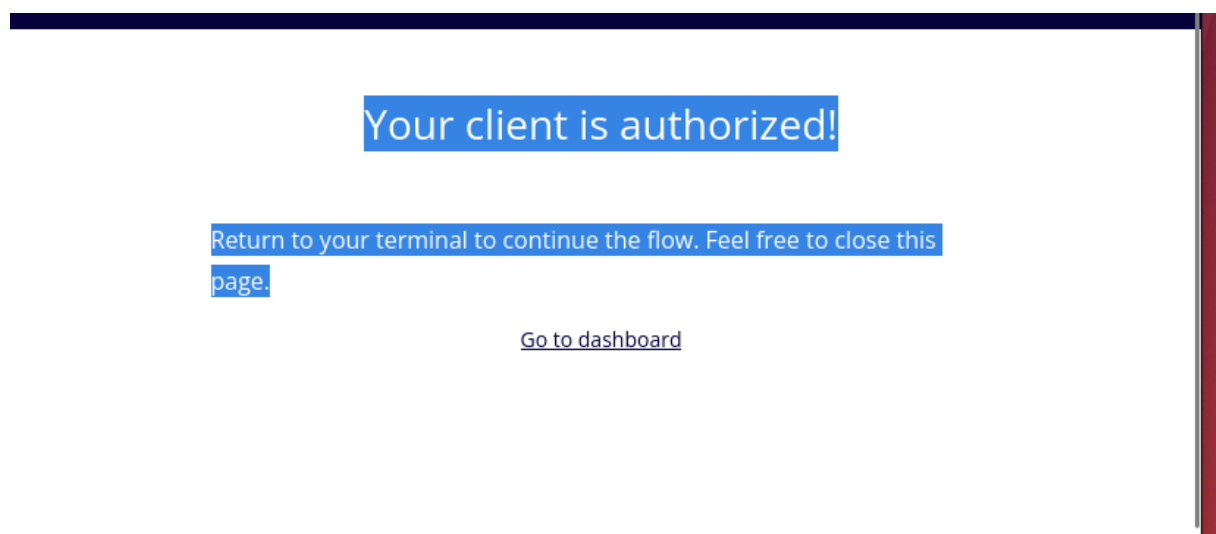 Your client is authorized!
Return to your terminal to continue the flow. Feel free to close this
page.
Go to dashboard